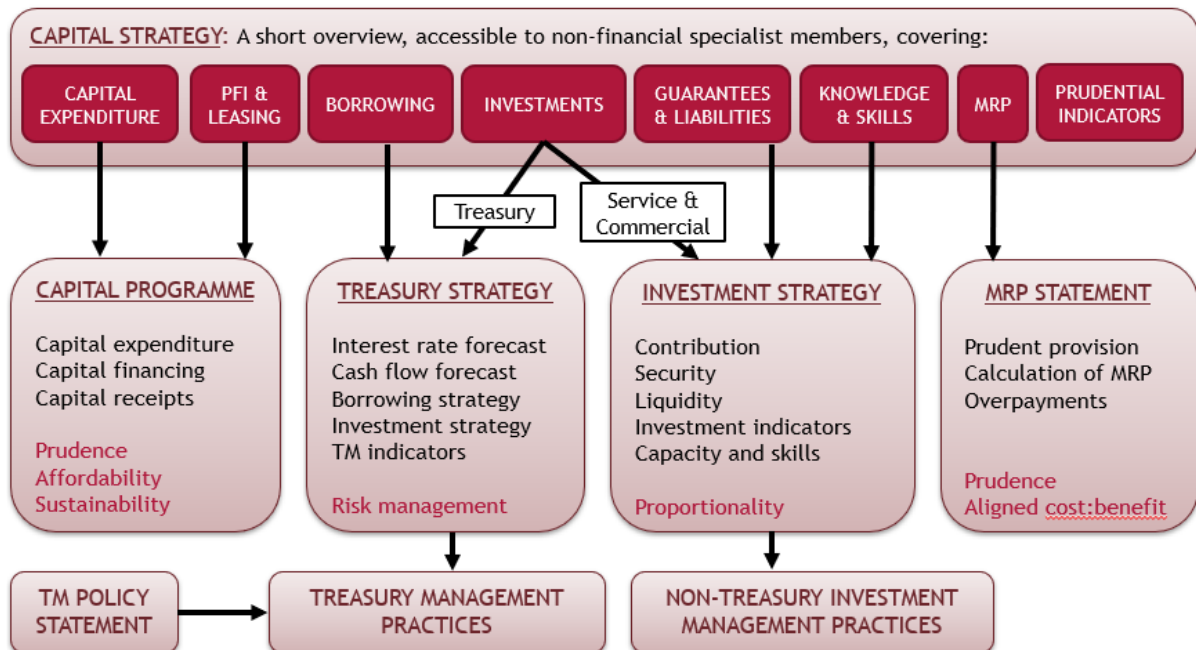 CAPITAL STRATEGY: A short overview, accessible to non-financial specialist members, covering:
CAPITAL
EXPENDITURE
PFI &
LEASING
BORROWING
INVESTMENTS
GUARANTEES
& LIABILITIES
KNOWLEDGE
& SKILLS
MRP
PRUDENTIAL
INDICATORS
Treasury
Service &
Commercial
CAPITAL PROGRAMME
Capital expenditure
Capital financing
Capital receipts
Prudence
Affordability
Sustainability
TREASURY STRATEGY
Interest rate forecast
Cash flow forecast
Borrowing strategy
Investment strategy
TM indicators
Risk management
INVESTMENT STRATEGY
Contribution
Security
Liquidity
Investment indicators
Capacity and skills
Proportionality
MRP STATEMENT
Prudent provision
Calculation of MRP
Overpayments
Prudence
Aligned cost:benefit
TM POLICY
STATEMENT
TREASURY MANAGEMENT
PRACTICES
NON-TREASURY INVESTMENT
MANAGEMENT PRACTICES